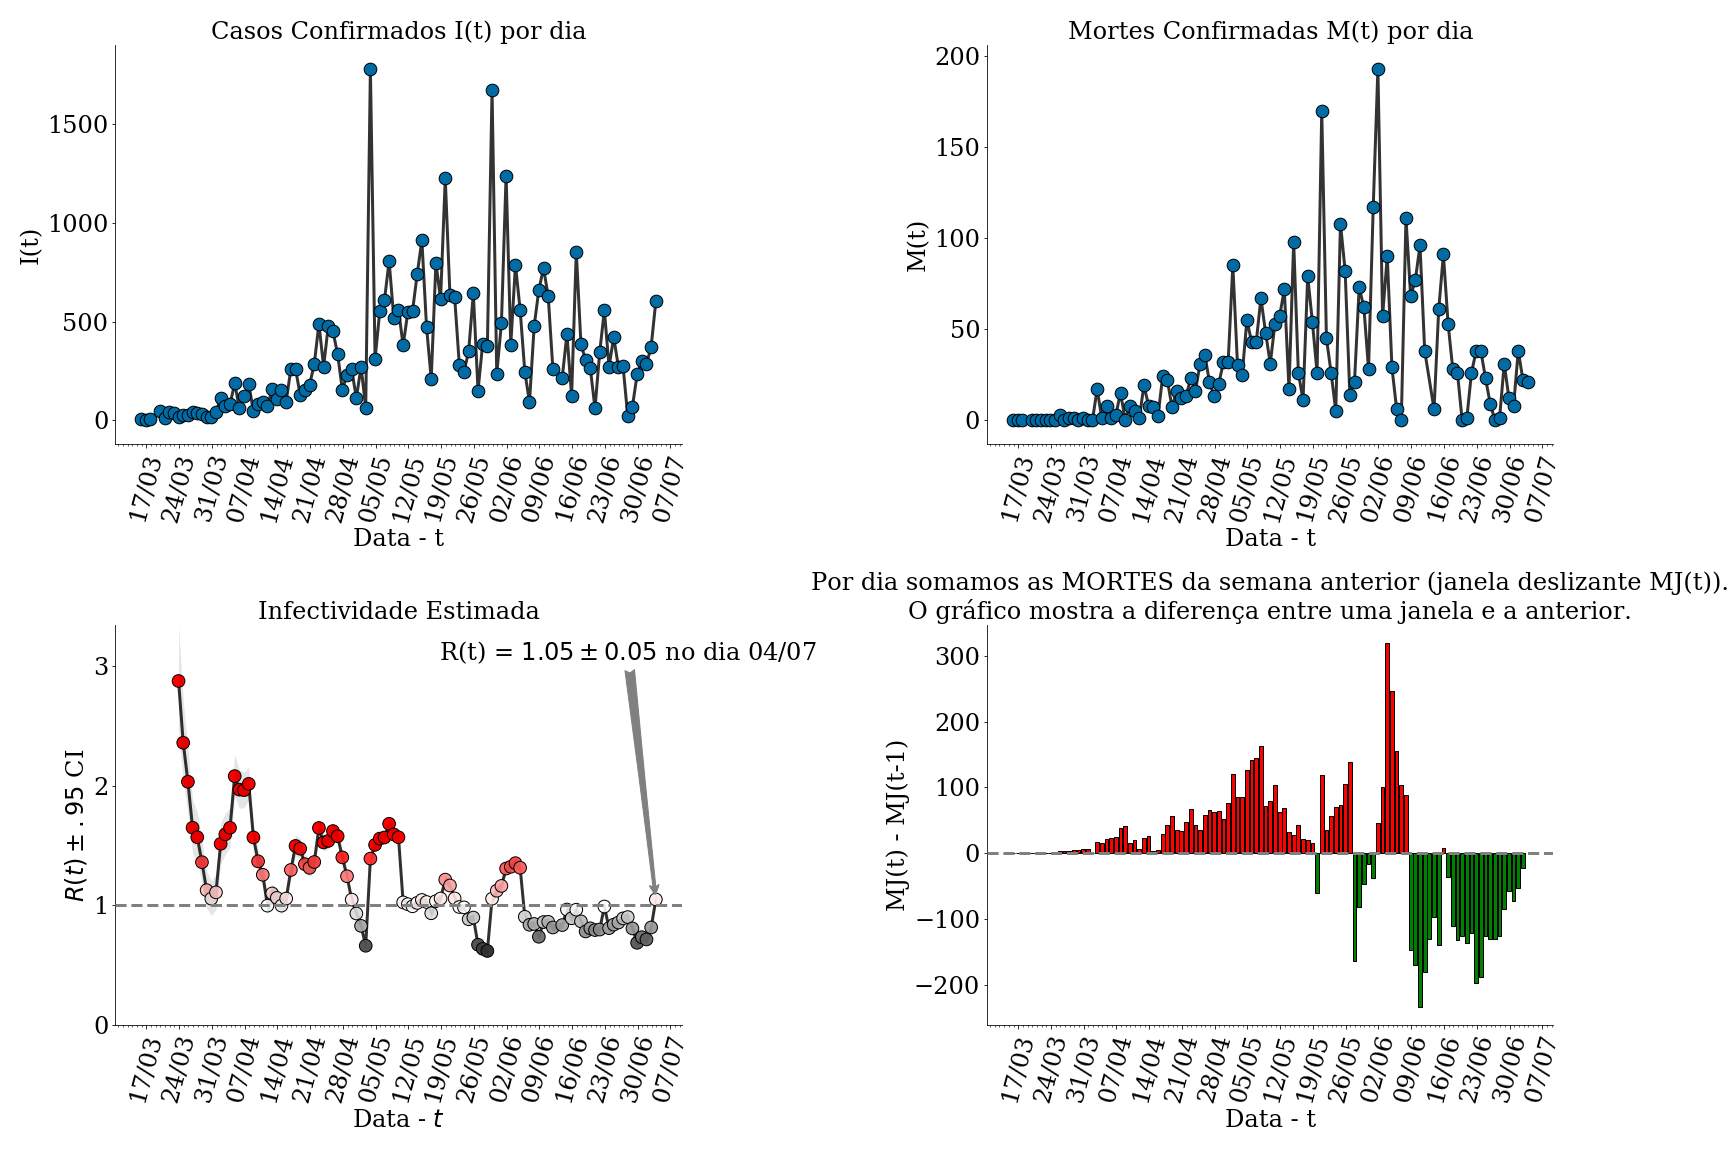 Casos Confirmados I(t) por dia
I(t)
1500
1000
500
0
17/03 24/03 31/03 07/04 14/04 21/04 28/04 05/05 12/05 19/05 26/05 02/06 09/06 16/06 23/06 30/06 07/07
Data - t
Mortes Confirmadas M(t) por dia
M(t)
200
150
100
50
0
17/03 24/03 31/03 07/04 14/04 21/04 28/04 05/05 12/05 19/05 26/05 02/06 09/06 16/06 23/06 30/06 07/07
Data - t
Infectividade Estimada
R(t) = 1.05 ± 0.05 no dia 04/07
R(t) ± .95 CI
3
2
1
0
17/03 24/03 31/03 07/04 14/04 21/04 28/04 05/05 12/05 19/05 26/05 02/06 09/06 16/06 23/06 30/06 07/07
Data - t
Por dia somamos as MORTES da semana anterior (janela deslizante MJ(t)).
O gráfico mostra a diferença entre uma janela e a anterior.
MJ(t) - MJ(t-1)
300
200
100
0
−100
−200
17/03 24/03 31/03 07/04 14/04 21/04 28/04 05/05 12/05 19/05 26/05 02/06 09/06 16/06 23/06 30/06 07/07
Data - t